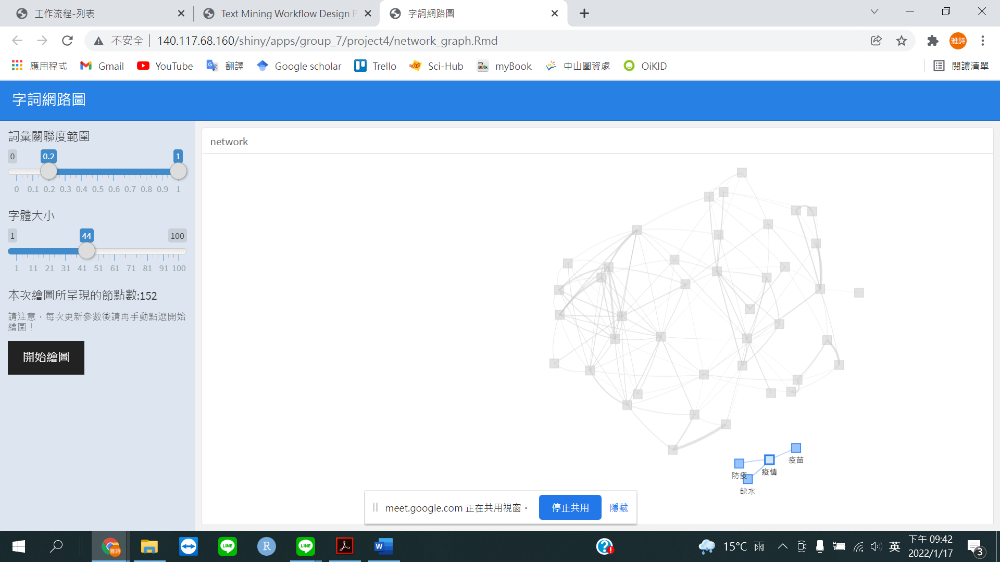 工作流程-列表
Text Mining Workflow Design P
字詞網路圖
不安全
140.117.68.160/shiny/apps/group_7/project4/network_graph.Rmd
雅詩
應用程式
Gmail
YouTube
翻譯
Google scholar
Trello
Sci-Hub
myBook
中山圖資處
OiKID
閱讀清單
字詞網路圖
詞彙關聯度範圍
0
0.2
1
0 0.1 0.2 0.3 0.4 0.5 0.6 0.7 0.8 0.9 1
字體大小
1
44
100
1 11 21 31 41 51 61 71 81 91 100
本次繪圖所呈現的節點數:152
請注意，每次更新參數後請再手動點選開始
繪圖！
開始繪圖
network
疫苗
疫情
防疫
缺水
meet.google.com 正在共用視窗。
停止共用
隱藏
雅詩
LINE
R
LINE
W
15°C 雨
英
下午 09:42
2022/1/17
3